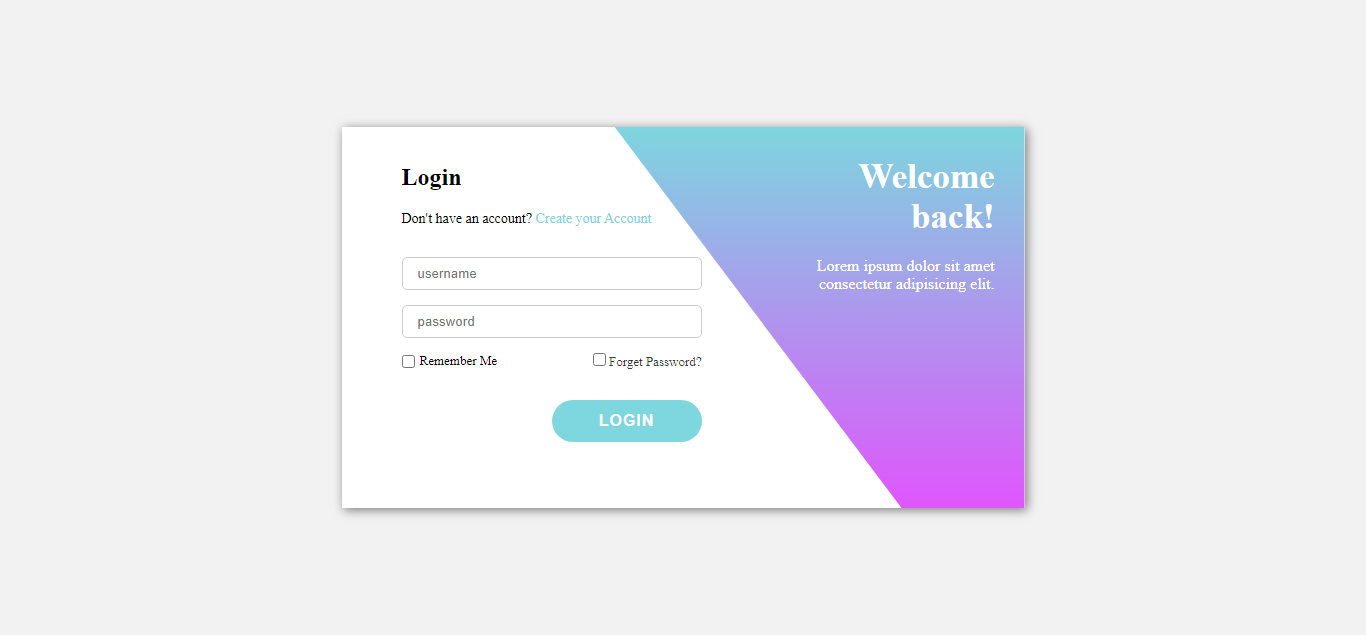 Login
Don't have an account? Create your Account
username
password
Remember Me
Forget Password?
LOGIN
Welcome
back!
Lorem ipsum dolor sit amet
consectetur adipisicing elit.